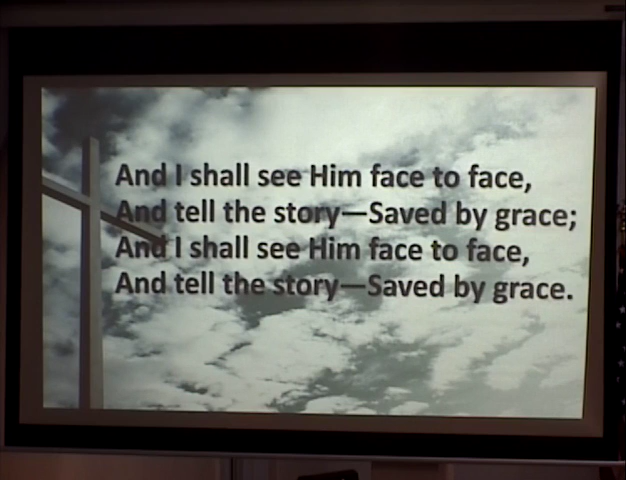 And I shall see Him face to face,
And tell the story—Saved by grace;
And I shall see Him face to face,
And tell the story—Saved by grace.